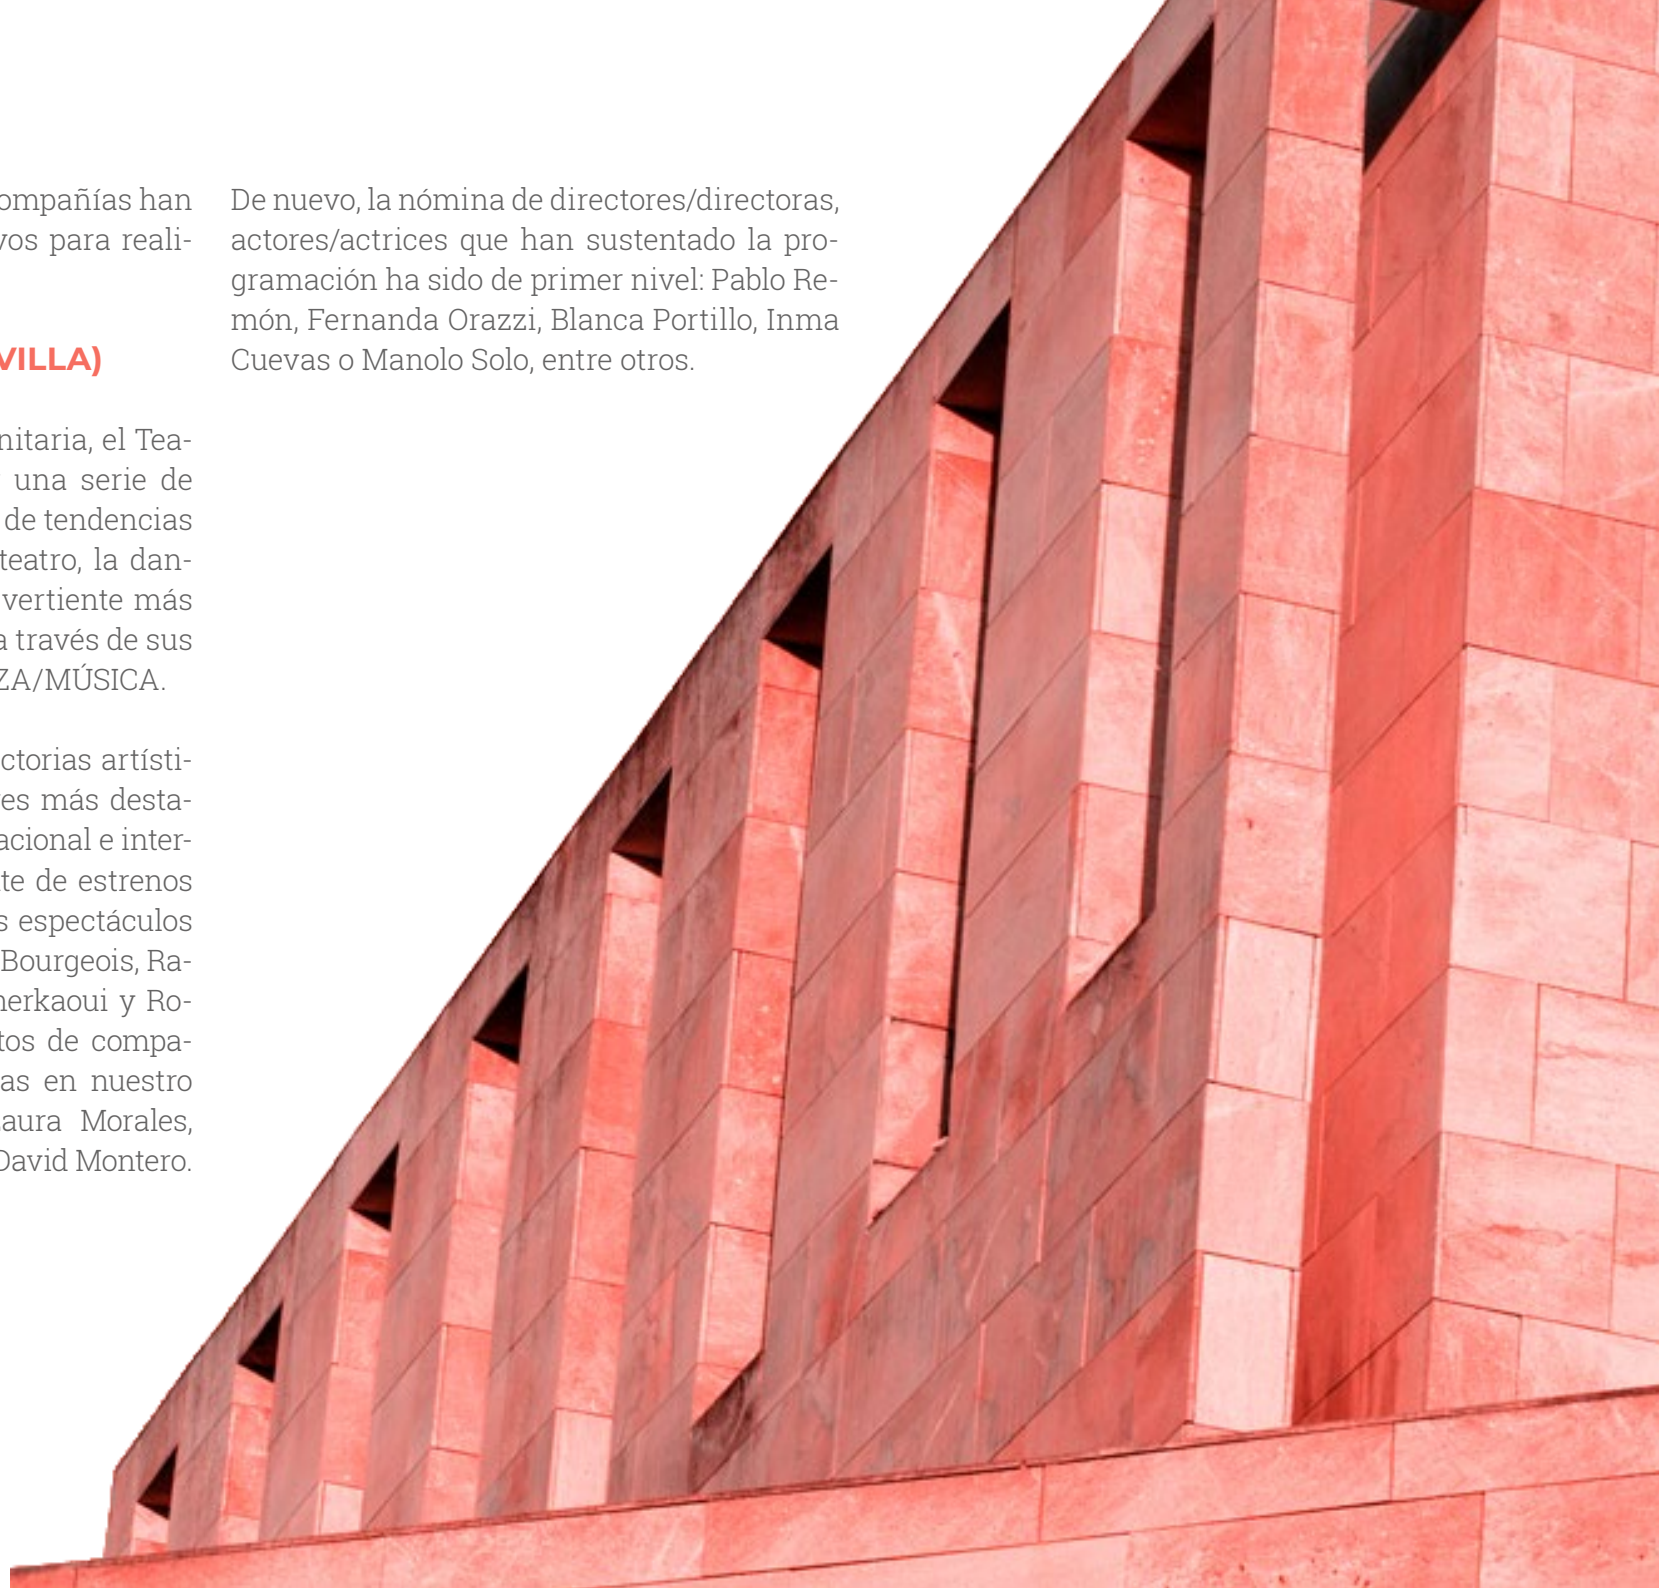 ompañías han
vos para reali-
VILLA)
nitaria, el Tea-
una serie de
de tendencias
teatro, la dan-
vertiente más
a través de sus
ZA/MÚSICA.
ctorias artísti-
res más desta-
acional e inter-
te de estrenos
s espectáculos
Bourgeois, Ra-
herkaoui y Ro-
tos de compa-
as en nuestro
Laura Morales,
David Montero.
De nuevo, la nómina de directores/directoras,
actores/actrices que han sustentado la pro-
gramación ha sido de primer nivel: Pablo Re-
món, Fernanda Orazzi, Blanca Portillo, Inma
Cuevas o Manolo Solo, entre otros.